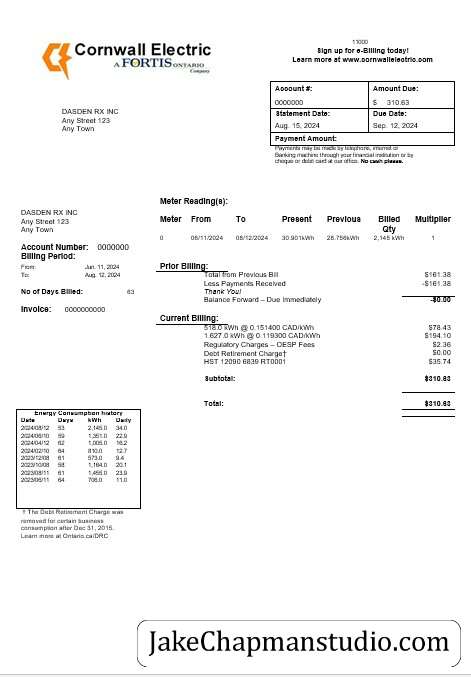 11000
Sign up for e-Billing today!
Learn more at www.cornwallelectric.com
Cornwall Electric
A FORTIS ONTARIO
Company
Account #: Amount Due:
0000000 $ 310.63
Statement Date: Due Date:
Aug. 15, 2024 Sep. 12, 2024
Payment Amount:
Payments may be made by telephone, internet or
Banking machine through your financial institution or by
cheque or debit card at our office. No cash please.
DASDEN RX INC
Any Street 123
Any Town
DASDEN RX INC
Any Street 123
Any Town
Account Number: 0000000
Billing Period:
From: Jun. 11, 2024
To: Aug. 12, 2024
No of Days Billed: 63
Invoice: 0000000000
Meter Reading(s):
Meter From To Present Previous Billed Qty Multiplier
0 06/11/2024 08/12/2024 30.901kWh 28.756kWh 2,145 kWh 1
Prior Billing:
Total from Previous Bill $161.38
Less Payments Received -$161.38
Thank You!
Balance Forward – Due Immediately -$0.00
Current Billing:
518.0 kWh @ 0.151400 CAD/kWh $78.43
1.627.0 kWh @ 0.119300 CAD/kWh $194.10
Regulatory Charges – OESP Fees $2.36
Debt Retirement Charge† $0.00
HST 12090 6839 RT0001 $35.74
Subtotal: $310.63
Total: $310.63
Energy Consumption history
Date Days kWh Daily
2024/08/12 53 2,145.0 34.0
2024/06/10 59 1,351.0 22.9
2024/04/12 62 1,005.0 16.2
2024/02/10 64 810.0 12.7
2023/12/08 61 573.0 9.4
2023/10/08 58 1,164.0 20.1
2023/08/11 61 1,455.0 23.9
2023/06/11 64 706.0 11.0
† The Debt Retirement Charge was
removed for certain business
consumption after Dec 31, 2015.
Learn more at Ontario.ca/DRC
JakeChapmanstudio.com